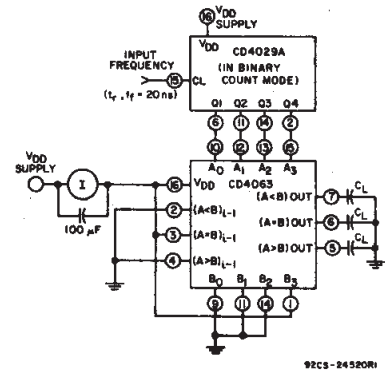 16 VDD SUPPLY
VDD
CD4029A
(IN BINARY COUNT MODE)
INPUT FREQUENCY
15 CL
(tr, tf = 20 ns)
Q1 Q2 Q3 Q4
6 11 14 2
10 12 13 15
A0 A1 A2 A3
VDD SUPPLY
I
100 μF
16 VDD
CD4063
2 (A<B)i-1
3 (A=B)i-1
4 (A>B)i-1
(A<B) OUT 7 CL
(A=B) OUT 6 CL
(A>B) OUT 5 CL
B0 B1 B2 B3
9 11 14 1
92CS-24520R1